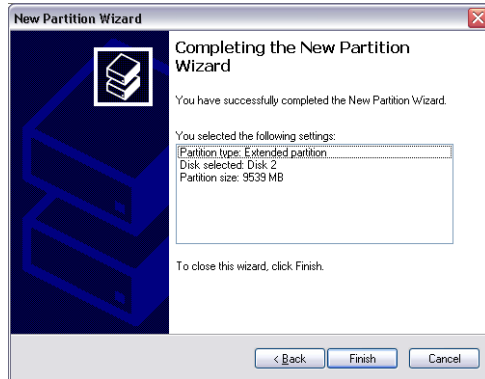 New Partition Wizard
Completing the New Partition
Wizard
You have successfully completed the New Partition Wizard.
You selected the following settings:
Partition type: Extended partition
Disk selected: Disk 2
Partition size: 9539 MB
To close this wizard, click Finish.
< Back
Finish
Cancel